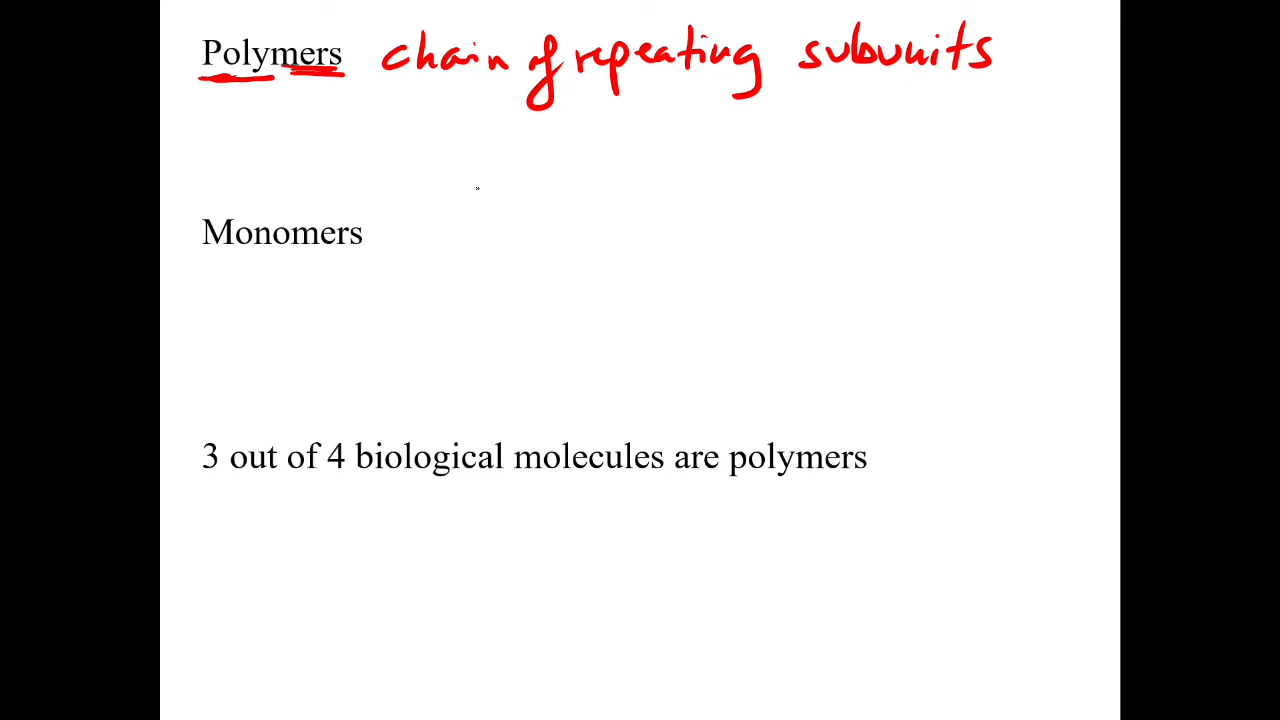 Polymers chain of repeating subunits
Monomers
3 out of 4 biological molecules are polymers